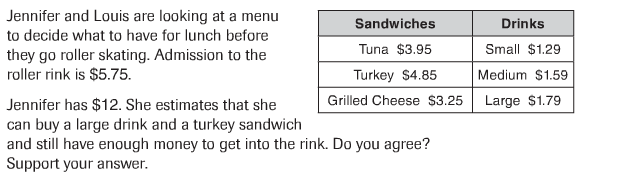 Jennifer and Louis are looking at a menu
to decide what to have for lunch before
they go roller skating. Admission to the
roller rink is $5.75.
Sandwiches Drinks
Tuna $3.95 Small $1.29
Turkey $4.85 Medium $1.59
Grilled Cheese $3.25 Large $1.79
Jennifer has $12. She estimates that she
can buy a large drink and a turkey sandwich
and still have enough money to get into the rink. Do you agree?
Support your answer.